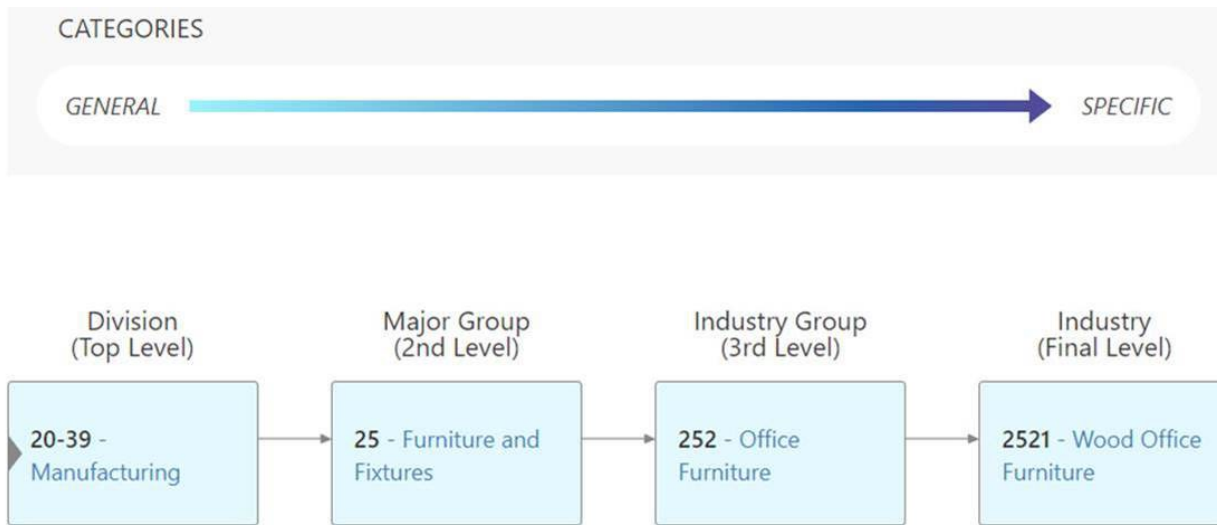 CATEGORIES
GENERAL
SPECIFIC
Division
(Top Level)
Major Group
(2nd Level)
Industry Group
(3rd Level)
Industry
(Final Level)
20-39 -
Manufacturing
25 - Furniture and
Fixtures
252 - Office
Furniture
2521 - Wood Office
Furniture